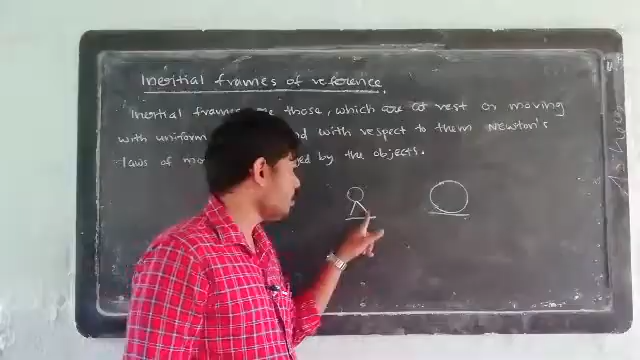 Inertial frames of reference.
Inertial frames are those, which are at rest or moving
with uniform and with respect to them Newton's
laws of by the objects.